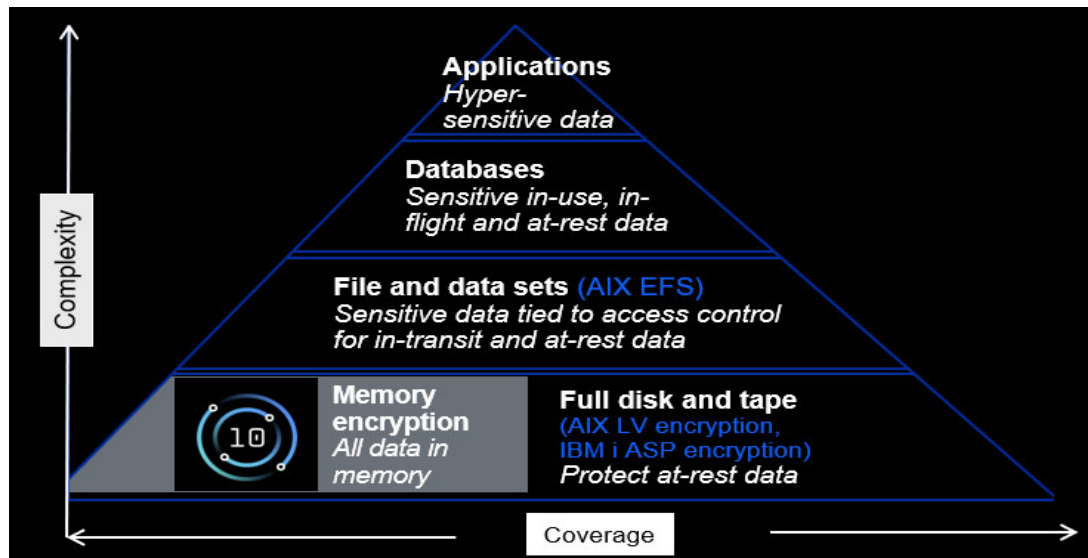 Applications
Hyper-
sensitive data
Databases
Sensitive in-use, in-
flight and at-rest data
File and data sets (AIX EFS)
Sensitive data tied to access control
for in-transit and at-rest data
10
Memory
encryption
All data in
memory
Full disk and tape
(AIX LV encryption,
IBM i ASP encryption)
Protect at-rest data
Complexity
Coverage